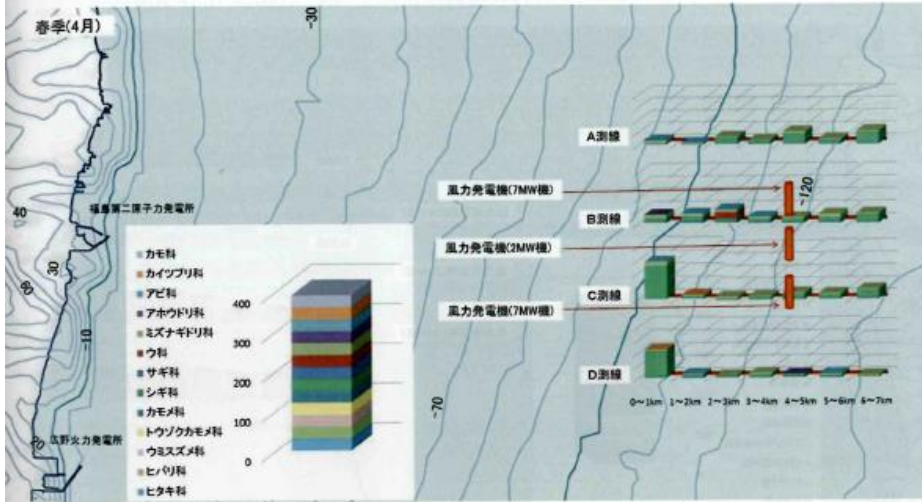 春季(4月)
-30
A測線
風力発電機(7MW機)
-120
福島第二原子力発電所
40
B測線
風力発電機(2MW機)
30
C測線
風力発電機(7MW機)
-10
カモ科
カイツブリ科
アビ科
アホウドリ科
ミズナギドリ科
ウ科
サギ科
シギ科
カモメ科
トウゾクカモメ科
ウミスズメ科
ヒバリ科
ヒタキ科
400
300
200
100
0
D測線
0～1km 1～2km 2～3km 3～4km 4～5km 5～6km 6～7km
-70
広野火力発電所